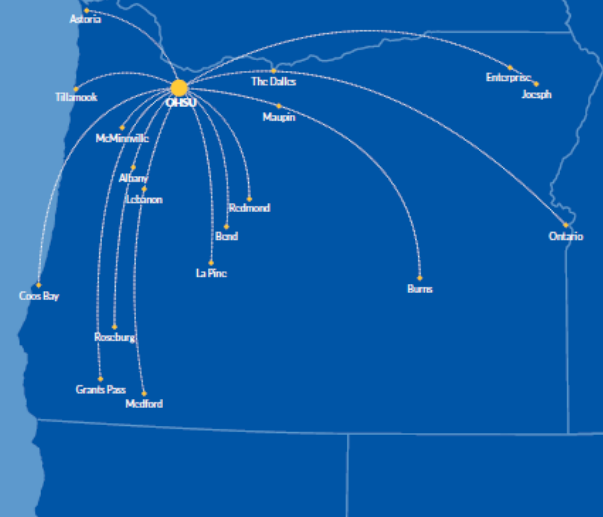 Astoria
The Dalles
Enterprise
Joesph
Tillamook
OHSU
Maupin
McMinnville
Albany
Lebanon
Redmond
Bend
Ontario
La Pine
Burns
Coos Bay
Roseburg
Grants Pass
Medford